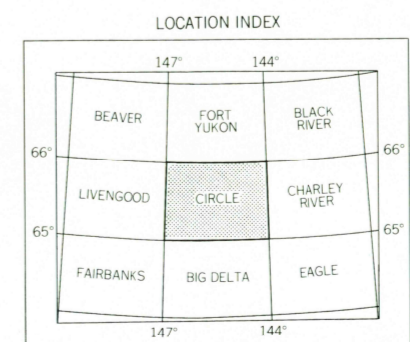 LOCATION INDEX
147° 144°
BEAVER FORT YUKON BLACK RIVER
66° 66°
LIVENGOOD CIRCLE CHARLEY RIVER
65° 65°
FAIRBANKS BIG DELTA EAGLE
147° 144°